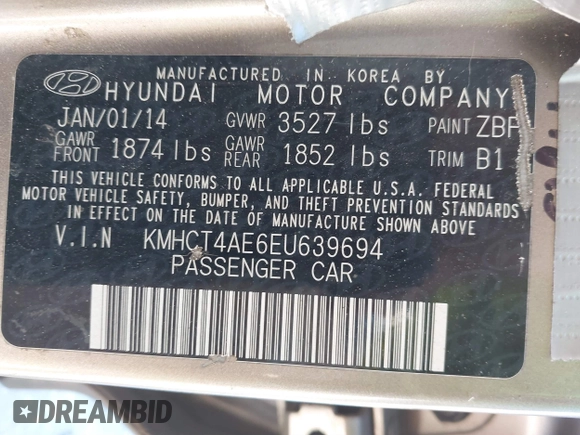 MANUFACTURED IN KOREA BY
HYUNDAI MOTOR COMPANY
JAN/01/14 GVWR 3527 lbs PAINT
GAWR FRONT 1874 lbs GAWR REAR 1852 lbs TRIM B1
THIS VEHICLE CONFORMS TO ALL APPLICABLE U.S.A. FEDERAL
MOTOR VEHICLE SAFETY, BUMPER, AND THEFT PREVENTION STANDARDS
IN EFFECT ON THE DATE OF MANUFACTURE SHOWN ABOVE.
V.I.N KMHCT4AE6EU639694
PASSENGER CAR
DREAMBID